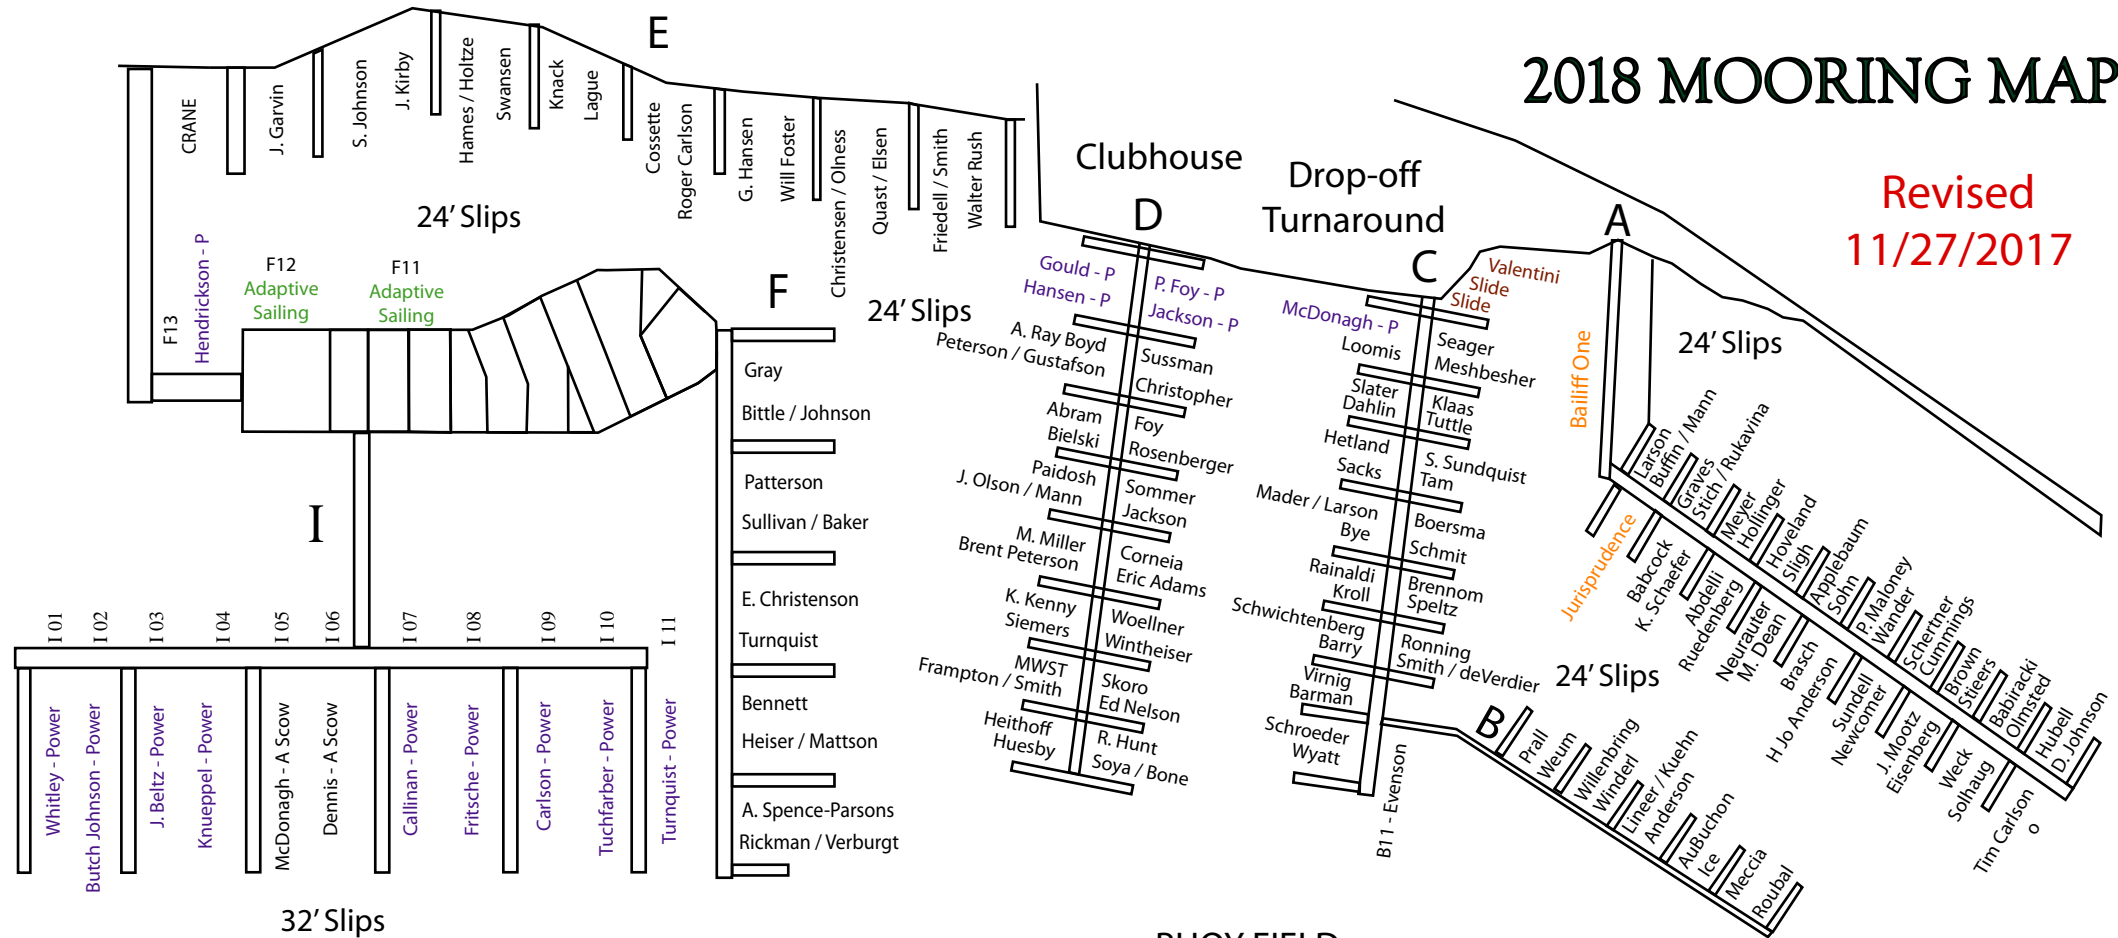 2018 MOORING MAP
Revised
11/27/2017
E
CRANE
J. Garvin
S. Johnson
J. Kirby
Hames / Holtze
Swansen
Knack
Lague
Cossette
Roger Carlson
G. Hansen
Will Foster
Christensen / Olness
Quast / Elsen
Friedell / Smith
Walter Rush
24' Slips
F13
Hendrickson - P
F12
Adaptive
Sailing
F11
Adaptive
Sailing
F
24' Slips
Gray
Bittle / Johnson
Patterson
Sullivan / Baker
E. Christenson
Turnquist
Bennett
Heiser / Mattson
A. Spence-Parsons
Rickman / Verburgt
I
I 01
I 02
I 03
I 04
I 05
I 06
I 07
I 08
I 09
I 10
I 11
Whitley - Power
Butch Johnson - Power
J. Beltz - Power
Knueppel - Power
McDonagh - A Scow
Dennis - A Scow
Callinan - Power
Fritsche - Power
Carlson - Power
Tuchfarber - Power
Turnquist - Power
32' Slips
Clubhouse
D
Gould - P
Hansen - P
A. Ray Boyd
Peterson / Gustafson
Abram
Bielski
Paidosh
J. Olson / Mann
M. Miller
Brent Peterson
K. Kenny
Siemers
MWST
Frampton / Smith
Heithoff
Huesby
P. Foy - P
Jackson - P
Sussman
Christopher
Foy
Rosenberger
Sommer
Jackson
Corneia
Eric Adams
Woellner
Wintheiser
Skoro
Ed Nelson
R. Hunt
Soya / Bone
Drop-off
Turnaround
C
McDonagh - P
Loomis
Slater
Dahlin
Hetland
Sacks
Mader / Larson
Bye
Rainaldi
Kroll
Schwichtenberg
Barry
Virnig
Barman
Schroeder
Wyatt
Valentini
Slide
Slide
Seager
Meshbesher
Klaas
Tuttle
S. Sundquist
Tam
Boersma
Schmit
Brennom
Speltz
Ronning
Smith / deVerdier
B11 - Evenson
24' Slips
B
Prall
Weum
Willenbring
Winderl
Lineer / Kuehn
Anderson
AuBuchon
Ice
Meccia
Roubal
A
24' Slips
Bailiff One
Jurisprudence
Larson
Buffin / Mann
Graves
Stich / Rukavina
Meyer
Hollinger
Hoveland
Sligh
Applebaum
Sohn
P. Maloney
Wander
Schertner
Cummings
Brown
Stieers
Babiracki
Olmsted
Hubell
D. Johnson
Babcock
K. Schaefer
Abdelli
Ruedenberg
Neurauter
M. Dean
Brasch
H Jo Anderson
Sundell
Newcomer
J. Mootz
Eisenberg
Weck
Solhaug
Tim Carlson
o
BUOY FIELD